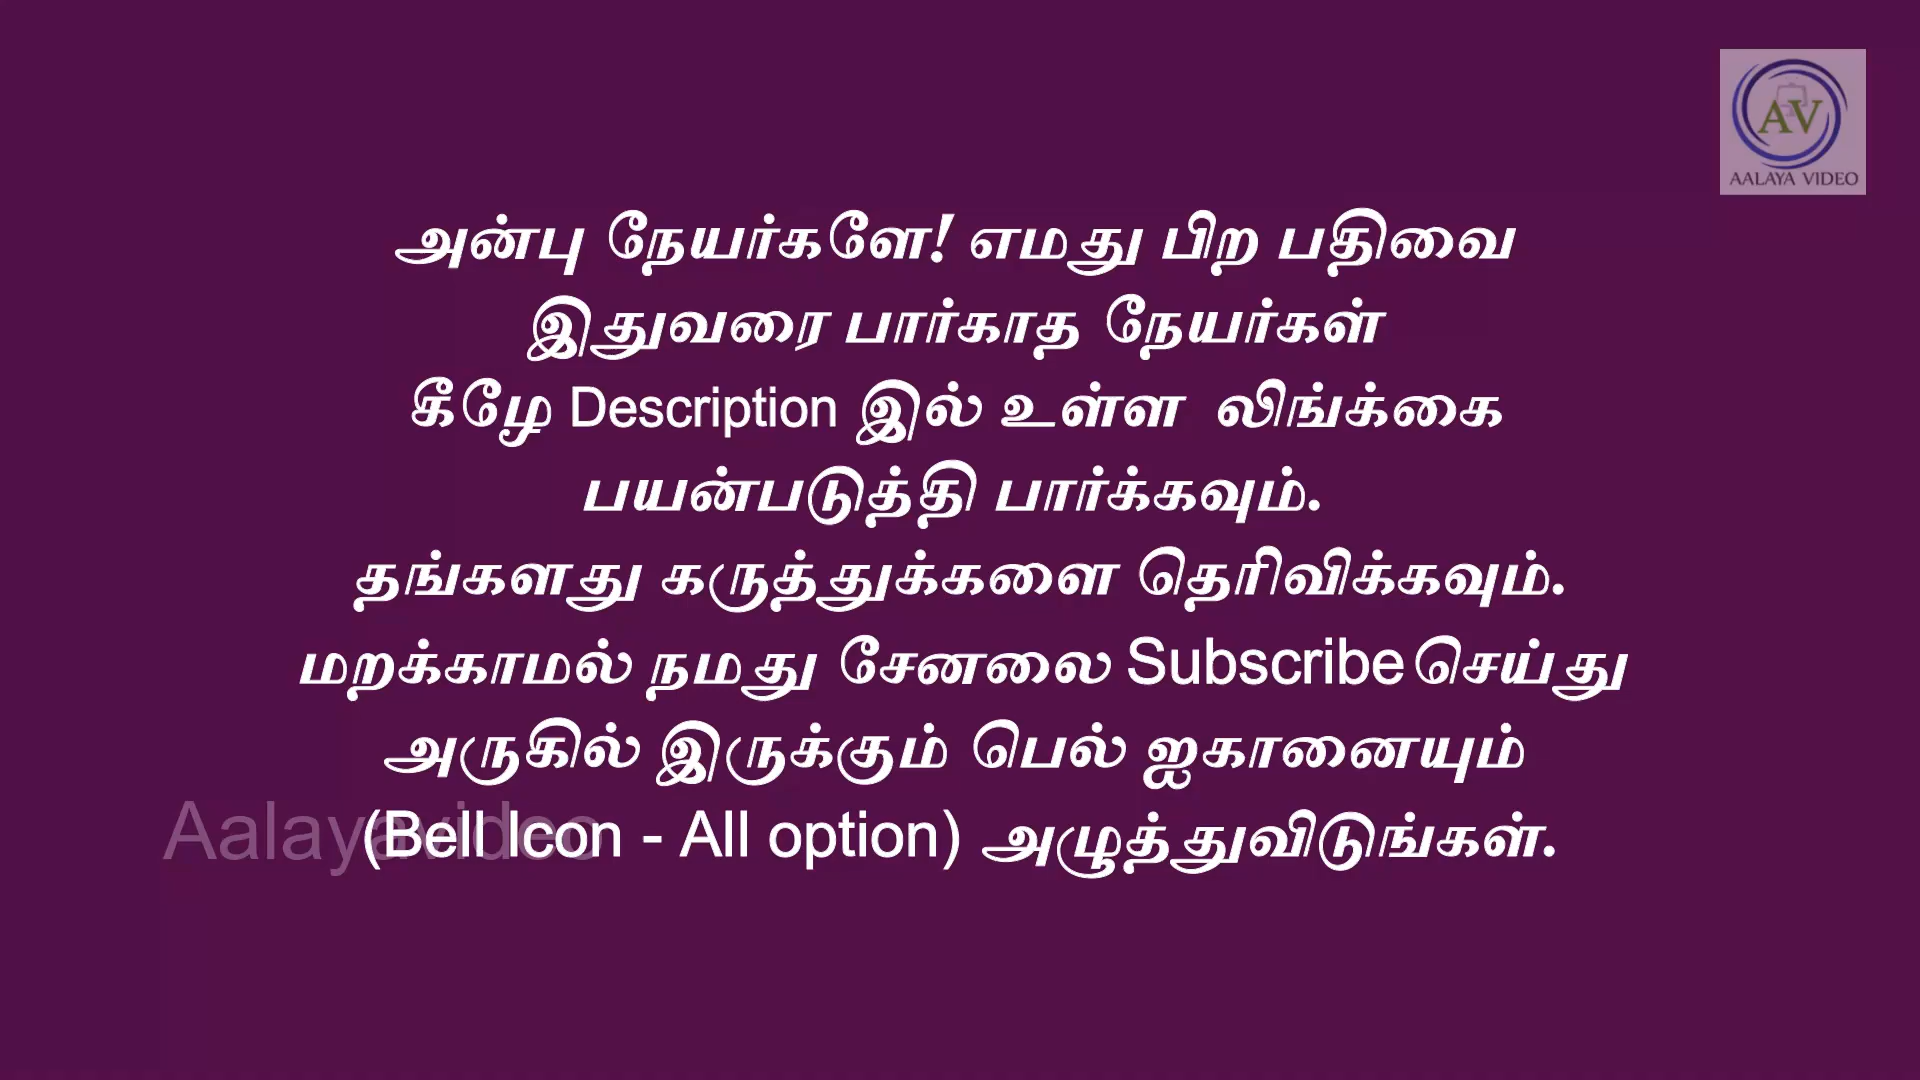 AV
AALAYA VIDEO
அன்பு நேயர்களே! எமது பிற பதிவை
இதுவரை பார்காத நேயர்கள்
கீழே Description இல் உள்ள லிங்க்கை
பயன்படுத்தி பார்க்கவும்.
தங்களது கருத்துக்களை தெரிவிக்கவும்.
மறக்காமல் நமது சேனலை Subscribe செய்து
அருகில் இருக்கும் பெல் ஐகானையும்
(Bell Icon - All option) அழுத்துவிடுங்கள்.
Aalayavideo